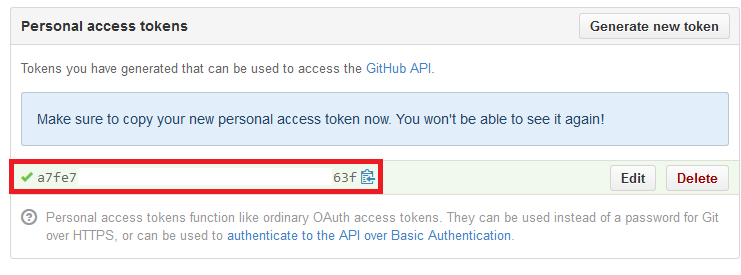 Personal access tokens
Generate new token
Tokens you have generated that can be used to access the GitHub API.
Make sure to copy your new personal access token now. You won't be able to see it again!
a7fe7 63f
Edit
Delete
Personal access tokens function like ordinary OAuth access tokens. They can be used instead of a password for Git
over HTTPS, or can be used to authenticate to the API over Basic Authentication.